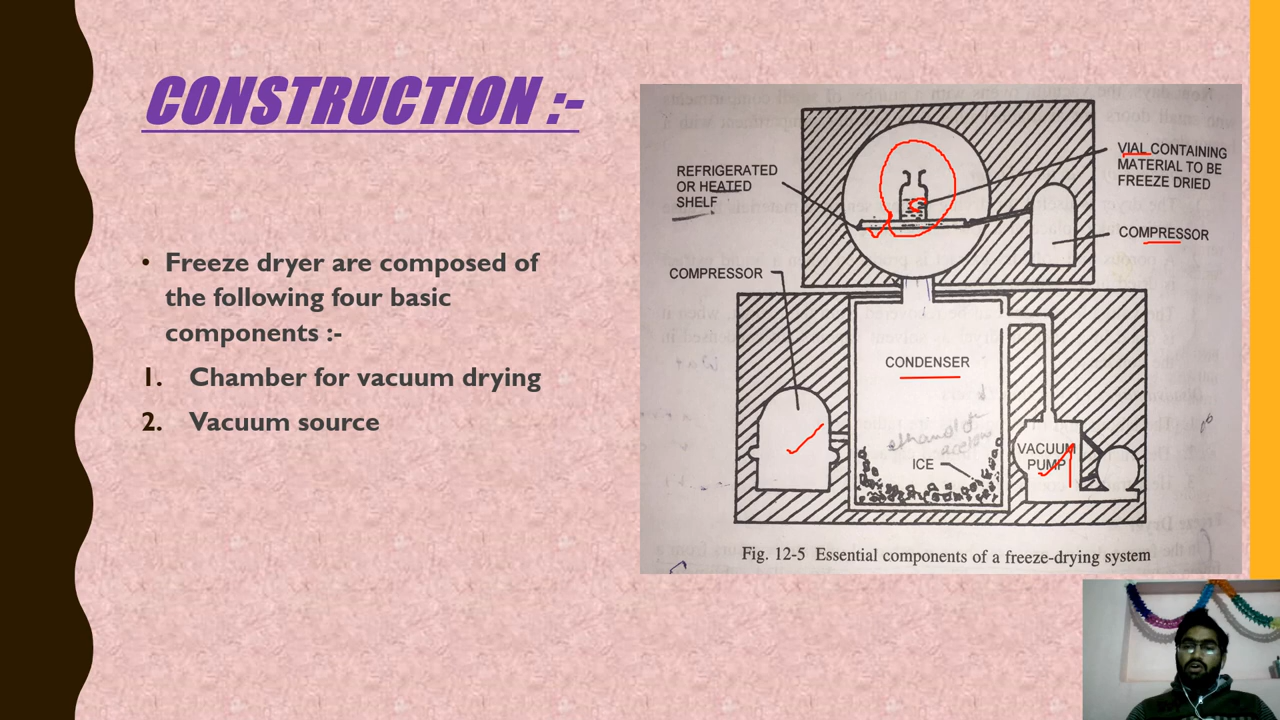 CONSTRUCTION :-
• Freeze dryer are composed of
the following four basic
components :-
1. Chamber for vacuum drying
2. Vacuum source
REFRIGERATED
OR HEATED
SHELF
VIAL CONTAINING
MATERIAL TO BE
FREEZE DRIED
COMPRESSOR
COMPRESSOR
CONDENSER
ethanol
acetone
ICE
VACUUM
PUMP
Fig. 12-5 Essential components of a freeze-drying system